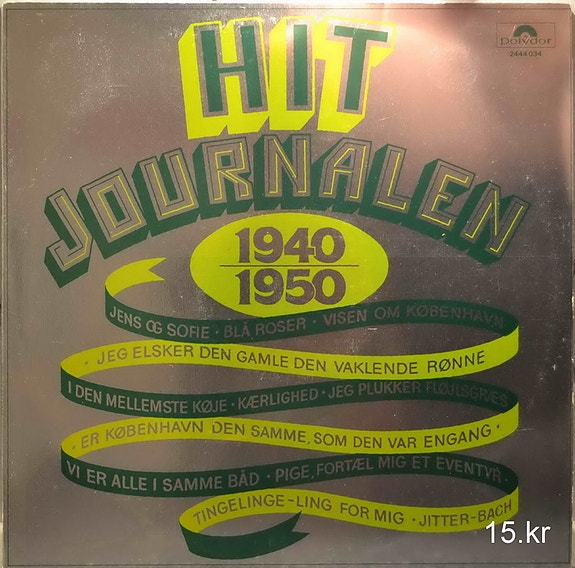 Polydor
2444 034
HIT
JOURNALEN
1940
1950
JENS OG SOFIE · BLÅ ROSER · VISEN OM KØBENHAVN
· JEG ELSKER DEN GAMLE DEN VAKLENDE RØNNE
I DEN MELLEMSTE KØJE · KÆRLIGHED · JEG PLUKKER FLØJLSGRÆS
· ER KØBENHAVN DEN SAMME, SOM DEN VAR ENGANG ·
VI ER ALLE I SAMME BÅD · PIGE, FORTÆL MIG ET EVENTYR ·
TINGELINGE-LING FOR MIG · JITTER-BACH
15.kr